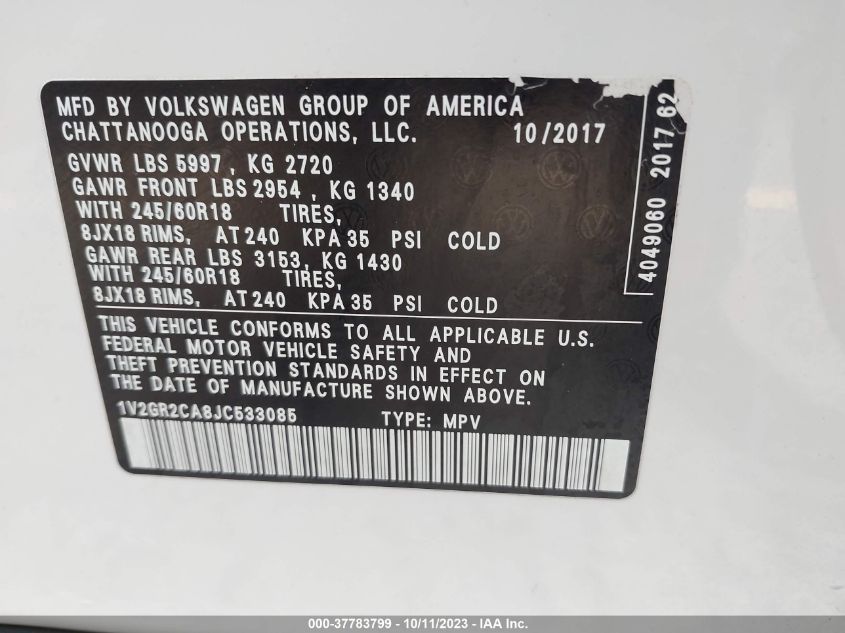 MFD BY VOLKSWAGEN GROUP OF AMERICA
CHATTANOOGA OPERATIONS, LLC. 10/2017
GVWR LBS 5997, KG 2720
GAWR FRONT LBS 2954, KG 1340
WITH 245/60R18 TIRES,
8JX18 RIMS, AT 240 KPA 35 PSI COLD
GAWR REAR LBS 3153, KG 1430
WITH 245/60R18 TIRES,
8JX18 RIMS, AT 240 KPA 35 PSI COLD
THIS VEHICLE CONFORMS TO ALL APPLICABLE U.S.
FEDERAL MOTOR VEHICLE SAFETY AND
THEFT PREVENTION STANDARDS IN EFFECT ON
THE DATE OF MANUFACTURE SHOWN ABOVE.
1V2GR2CA8JC533085 TYPE: MPV
4049060 2017 62
000-37783799 - 10/11/2023 - IAA Inc.